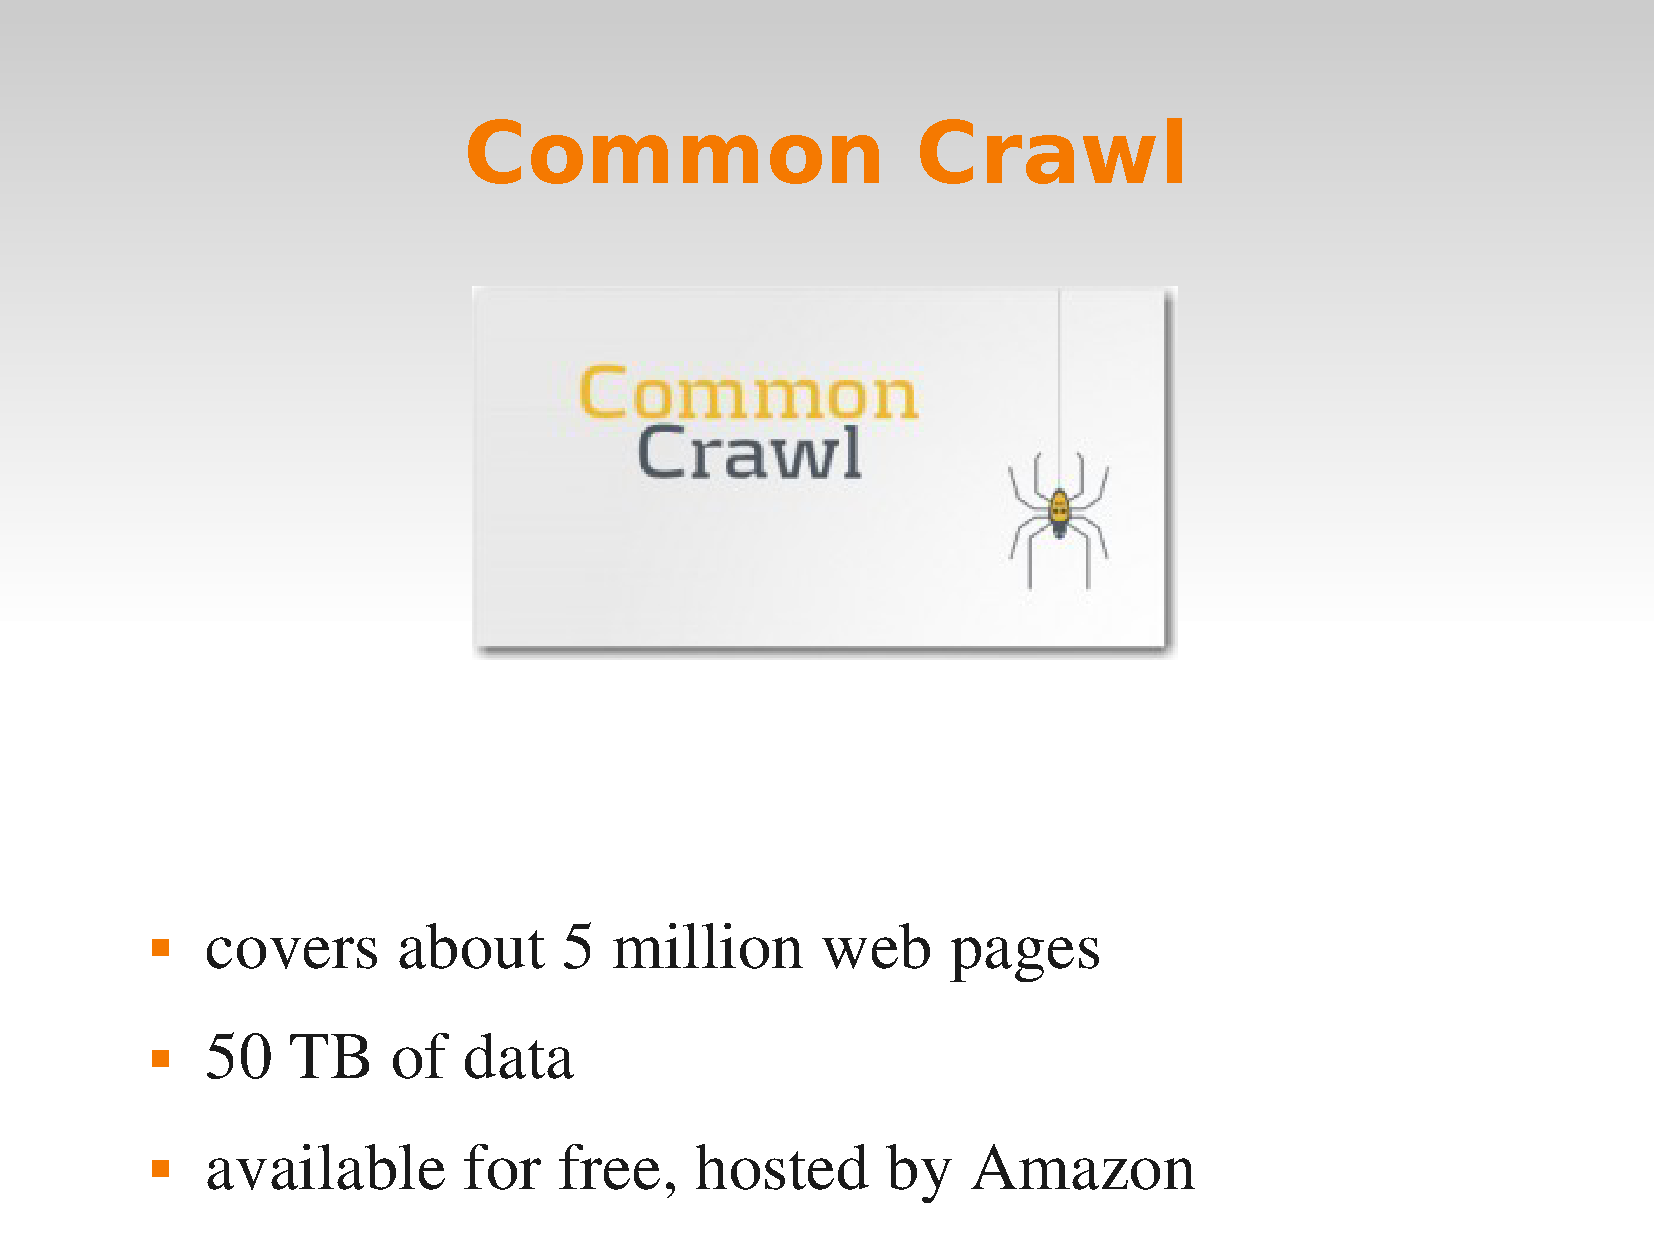 Common Crawl
Common
Crawl
covers about 5 million web pages
50 TB of data
available for free, hosted by Amazon